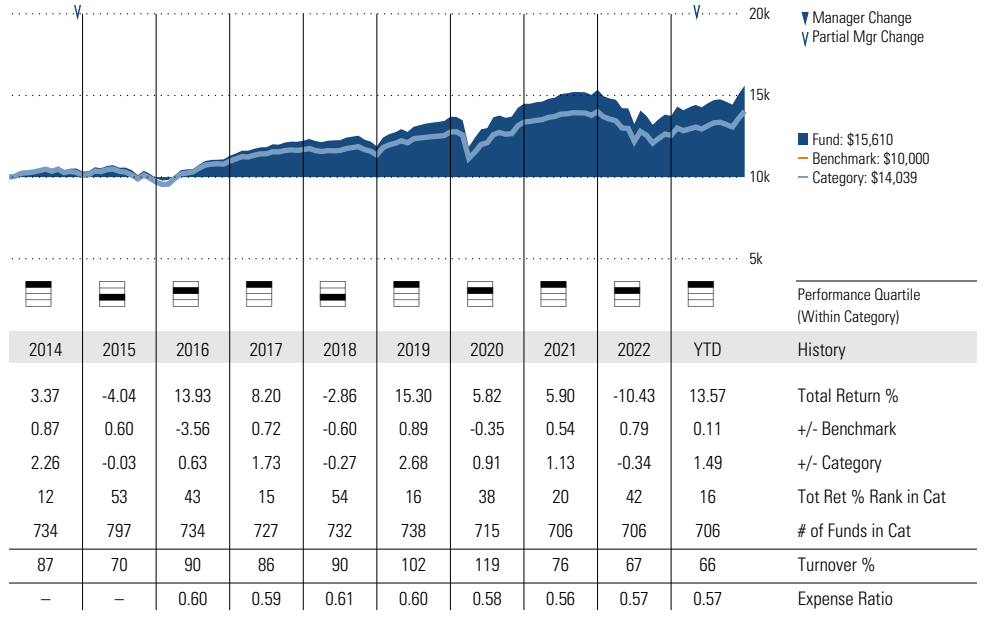 20k
Manager Change
Partial Mgr Change
15k
Fund: $15,610
Benchmark: $10,000
10k
Category: $14,039
5k
Performance Quartile
(Within Category)
2014 2015 2016 2017 2018 2019 2020 2021 2022 YTD History
3.37 -4.04 13.93 8.20 -2.86 15.30 5.82 5.90 -10.43 13.57 Total Return %
0.87 0.60 -3.56 0.72 -0.60 0.89 -0.35 0.54 0.79 0.11 +/- Benchmark
2.26 -0.03 0.63 1.73 -0.27 2.68 0.91 1.13 -0.34 1.49 +/- Category
12 53 43 15 54 16 38 20 42 16 Tot Ret % Rank in Cat
734 797 734 727 732 738 715 706 706 706 # of Funds in Cat
87 70 90 86 90 102 119 76 67 66 Turnover %
– – 0.60 0.59 0.61 0.60 0.58 0.56 0.57 0.57 Expense Ratio